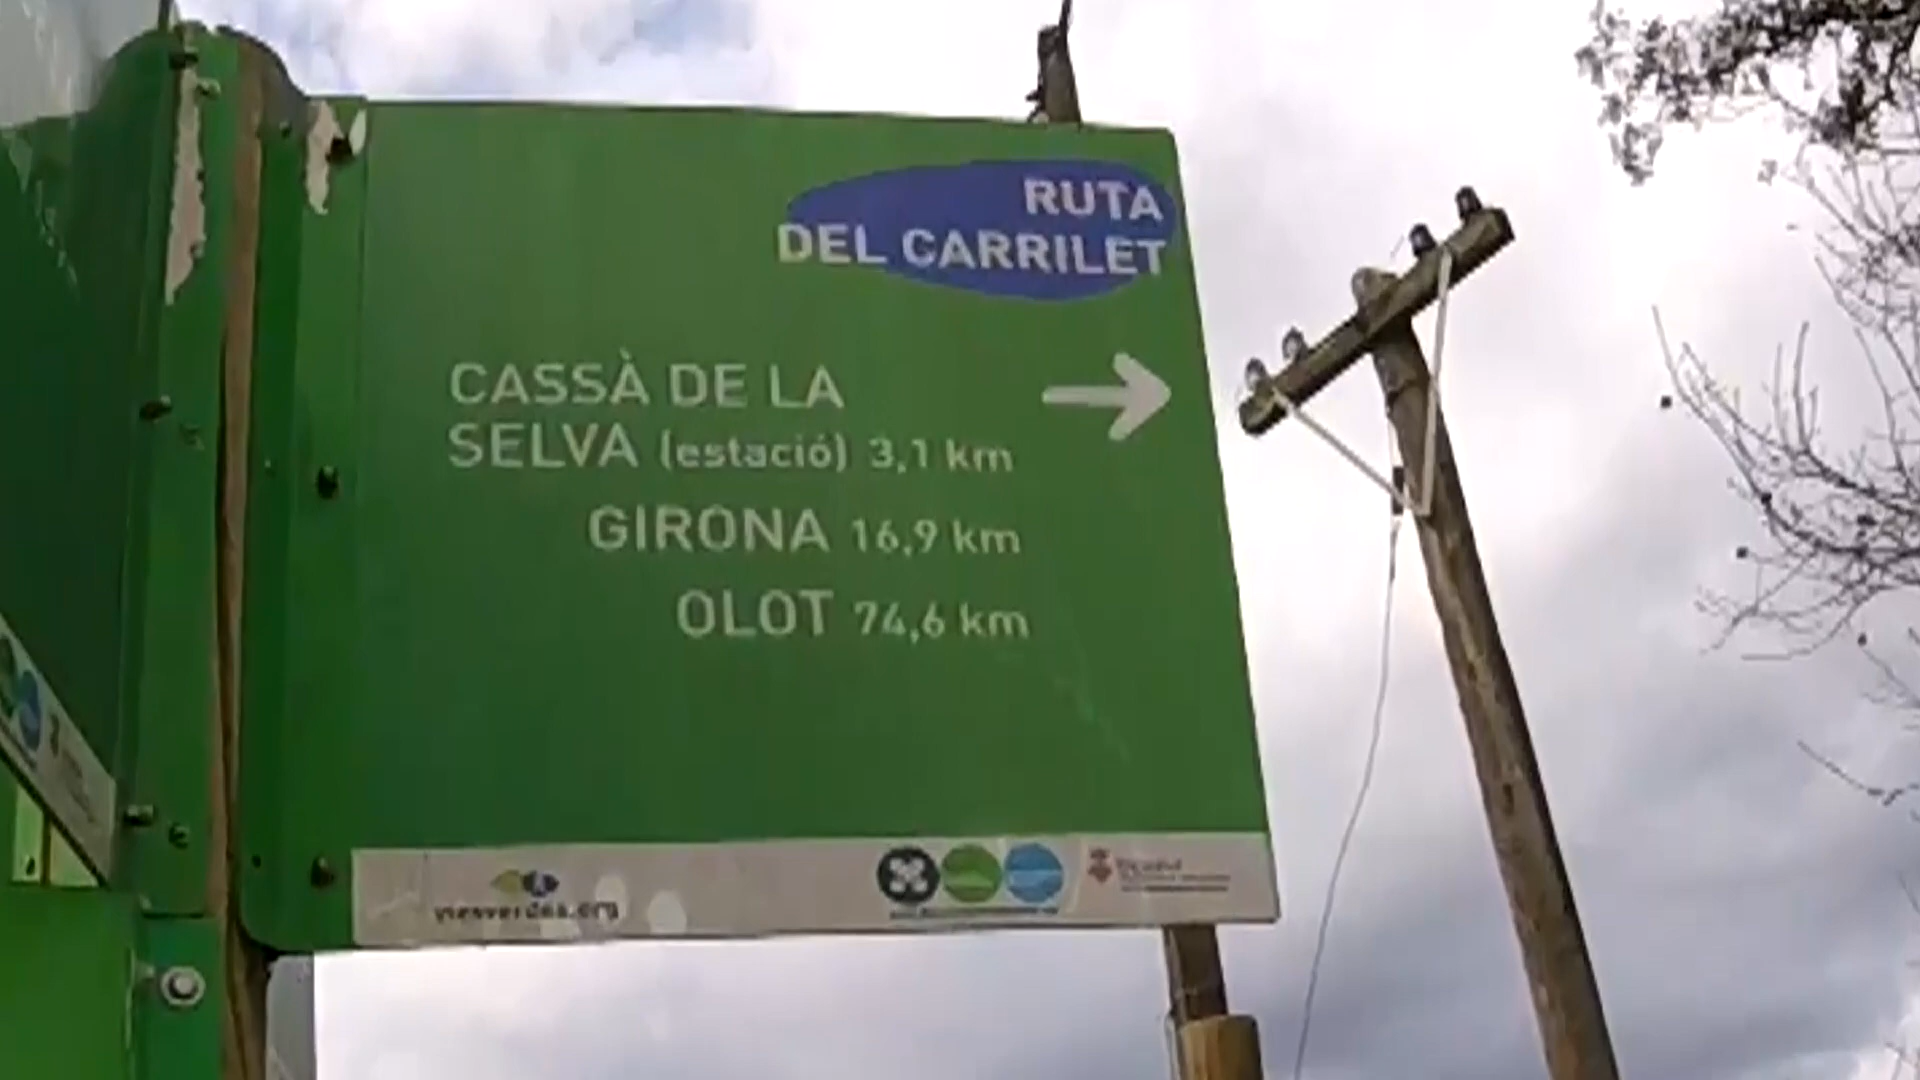 RUTA
DEL CARRILET
CASSÀ DE LA
SELVA (estació) 3,1 km
GIRONA 16,9 km
OLOT 74,6 km
viesverdes.org